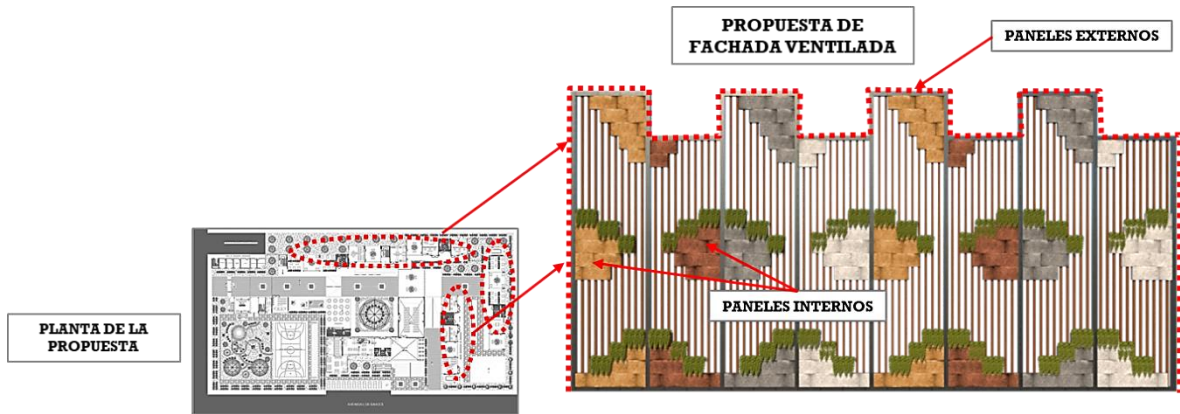 PROPUESTA DE
FACHADA VENTILADA
PANELES EXTERNOS
PANELES INTERNOS
PLANTA DE LA
PROPUESTA